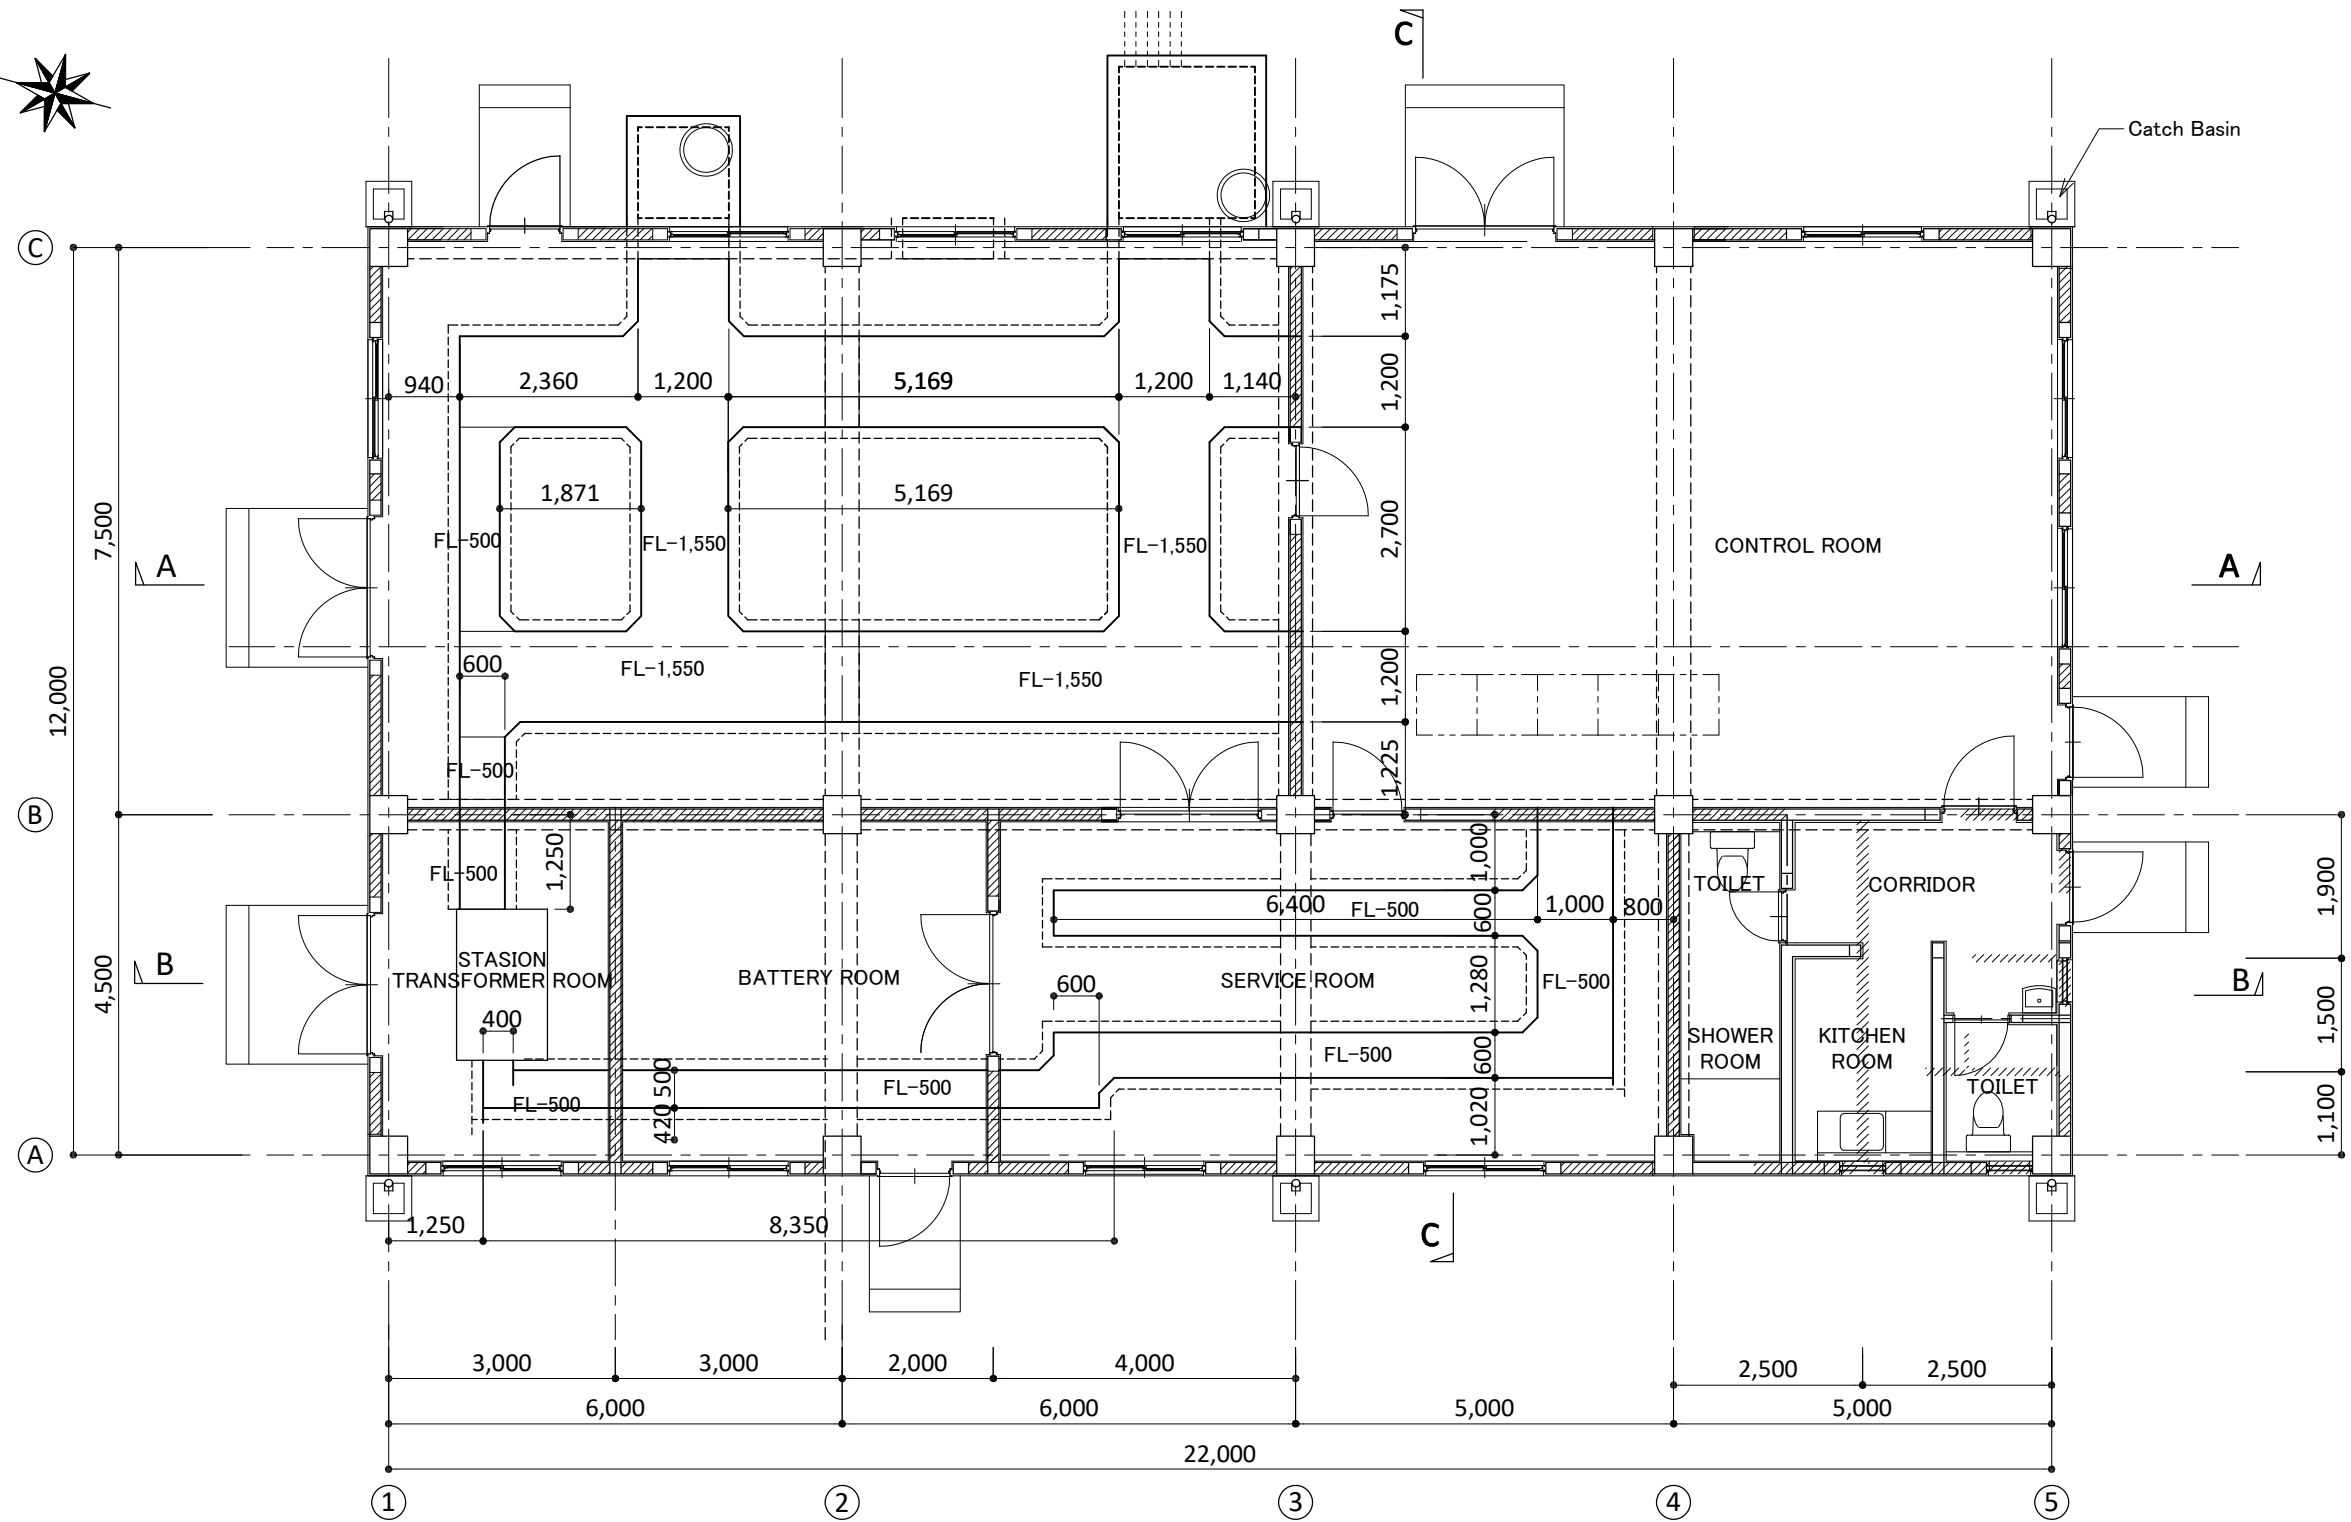 C
Catch Basin
C
1,175
940
2,360
1,200
5,169
1,200
1,140
1,200
7,500
1,871
5,169
2,700
FL-500
FL-1,550
FL-1,550
CONTROL ROOM
A
A
12,000
600
FL-1,550
FL-1,550
1,200
FL-500
1,225
B
1,250
FL-500
1,000
TOILET
CORRIDOR
1,900
6,400
FL-500
600
1,000
800
B
4,500
STASION
TRANSFORMER ROOM
BATTERY ROOM
600
SERVICE ROOM
1,280
FL-500
B
400
SHOWER
ROOM
KITCHEN
ROOM
1,500
500
FL-500
FL-500
600
TOILET
FL-500
420
1,020
1,100
A
1,250
8,350
C
3,000
3,000
2,000
4,000
2,500
2,500
6,000
6,000
5,000
5,000
22,000
1
2
3
4
5